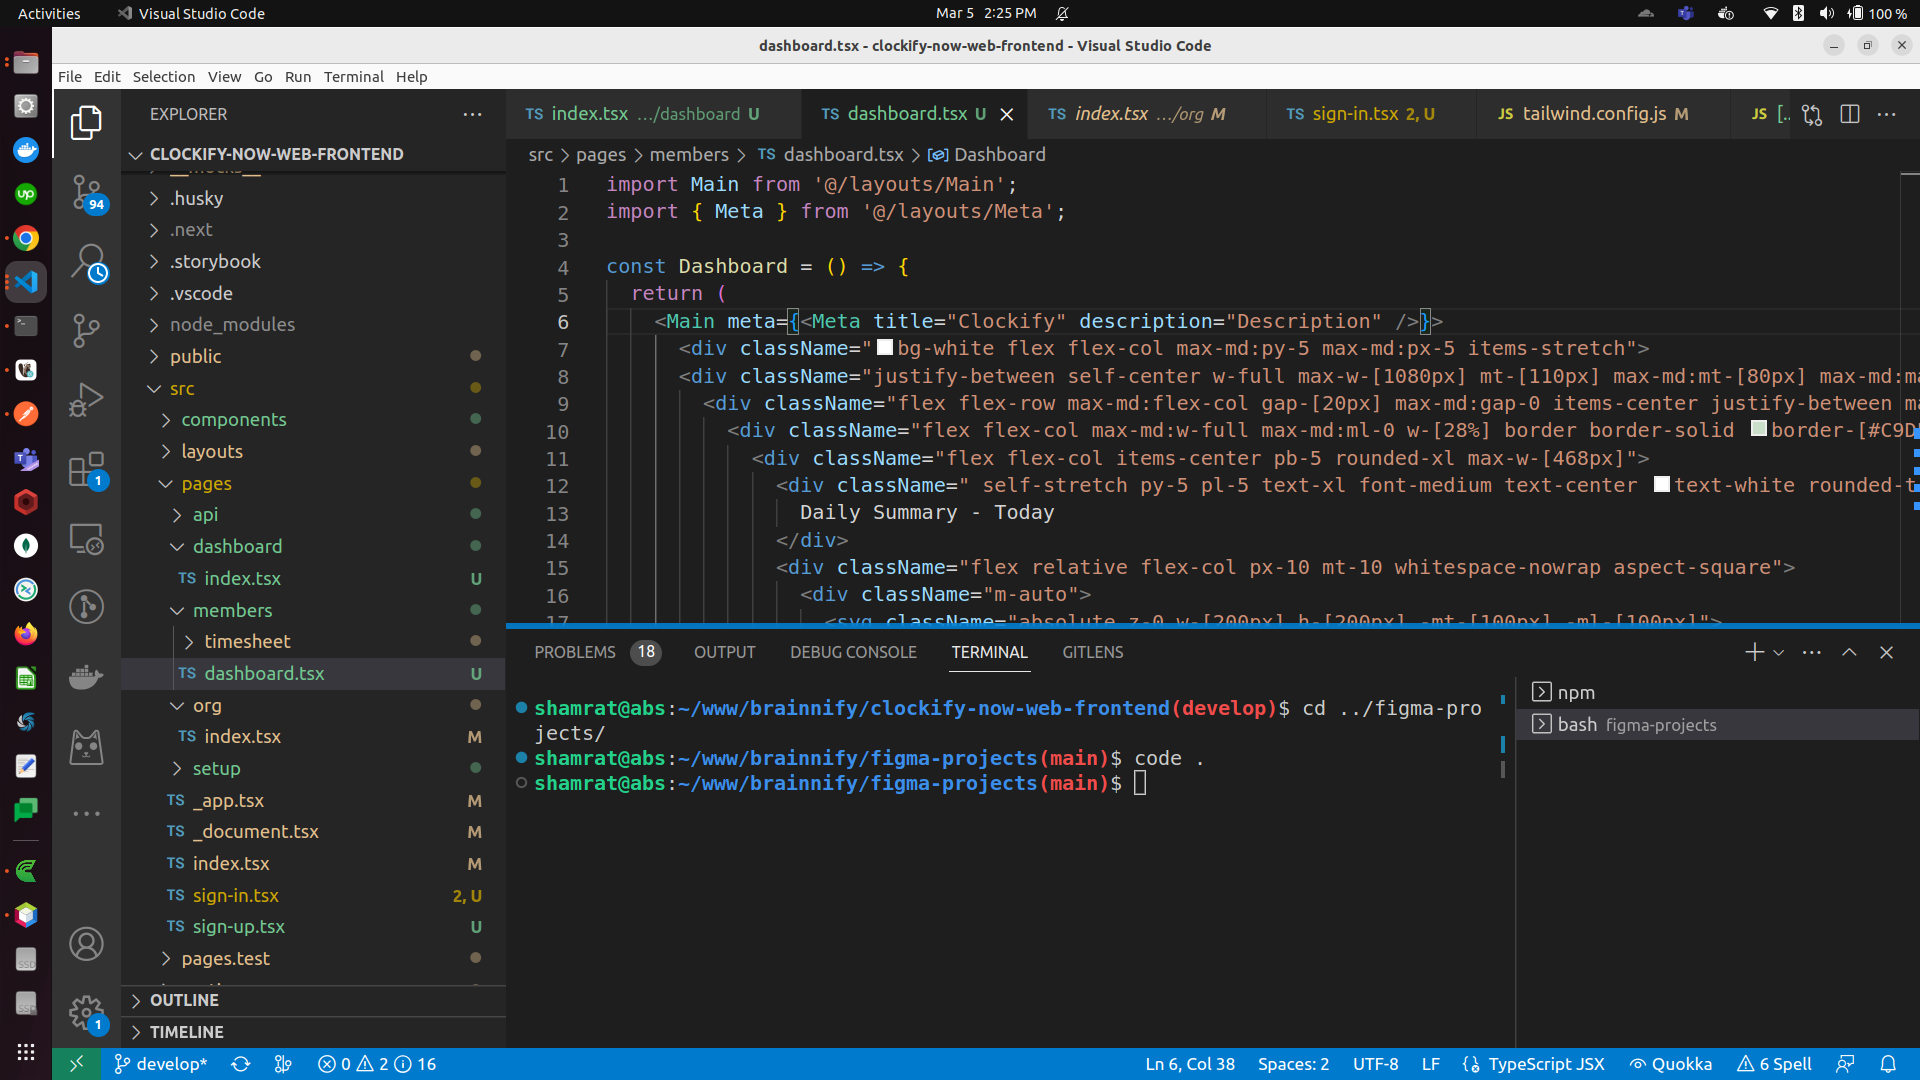 Activities
Visual Studio Code
Mar 5 2:25 PM
100 %
dashboard.tsx - clockify-now-web-frontend - Visual Studio Code
File Edit Selection View Go Run Terminal Help
EXPLORER
CLOCKIFY-NOW-WEB-FRONTEND
__mocks__
.husky
.next
.storybook
.vscode
node_modules
public
src
components
layouts
pages
api
dashboard
TS index.tsx U
members
timesheet
TS dashboard.tsx U
org
TS index.tsx M
setup
TS _app.tsx M
TS _document.tsx M
TS index.tsx M
TS sign-in.tsx 2, U
TS sign-up.tsx U
pages.test
OUTLINE
TIMELINE
94
1
1
TS index.tsx .../dashboard U
TS dashboard.tsx U
TS index.tsx .../org M
TS sign-in.tsx 2, U
JS tailwind.config.js M
JS [..
src > pages > members > TS dashboard.tsx > Dashboard
1 import Main from '@/layouts/Main';
2 import { Meta } from '@/layouts/Meta';
3
4 const Dashboard = () => {
5 return (
6 <Main meta={<Meta title="Clockify" description="Description" />}>
7 <div className="bg-white flex flex-col max-md:py-5 max-md:px-5 items-stretch">
8 <div className="justify-between self-center w-full max-w-[1080px] mt-[110px] max-md:mt-[80px] max-md:ma
9 <div className="flex flex-row max-md:flex-col gap-[20px] max-md:gap-0 items-center justify-between ma
10 <div className="flex flex-col max-md:w-full max-md:ml-0 w-[28%] border border-solid border-[#C9D
11 <div className="flex flex-col items-center pb-5 rounded-xl max-w-[468px]">
12 <div className=" self-stretch py-5 pl-5 text-xl font-medium text-center text-white rounded-t
13 Daily Summary - Today
14 </div>
15 <div className="flex relative flex-col px-10 mt-10 whitespace-nowrap aspect-square">
16 <div className="m-auto">
17 <svg className="absolute z-0 w-[200px] h-[200px] -mt-[100px] -ml-[100px]">
PROBLEMS 18 OUTPUT DEBUG CONSOLE TERMINAL GITLENS
shamrat@abs:~/www/brainnify/clockify-now-web-frontend(develop)$ cd ../figma-pro
jects/
shamrat@abs:~/www/brainnify/figma-projects(main)$ code .
shamrat@abs:~/www/brainnify/figma-projects(main)$
npm
bash figma-projects
develop* 0 2 16
Ln 6, Col 38 Spaces: 2 UTF-8 LF {} TypeScript JSX Quokka 6 Spell